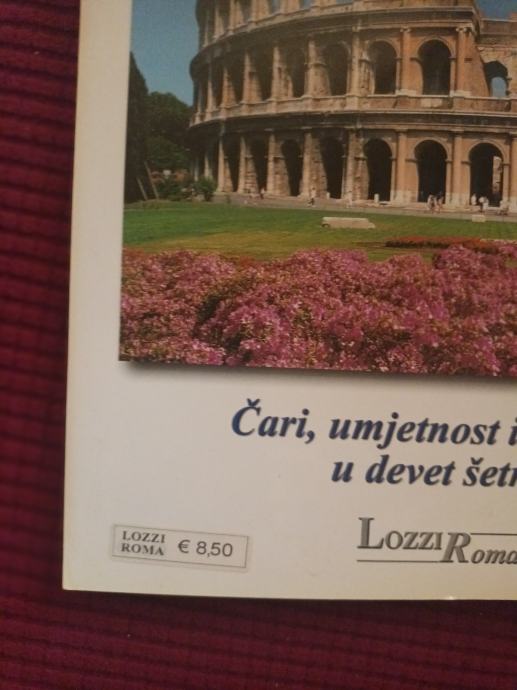 Čari, umjetnost i
u devet šetn
LOZZI
ROMA € 8,50
LOZZI Roma